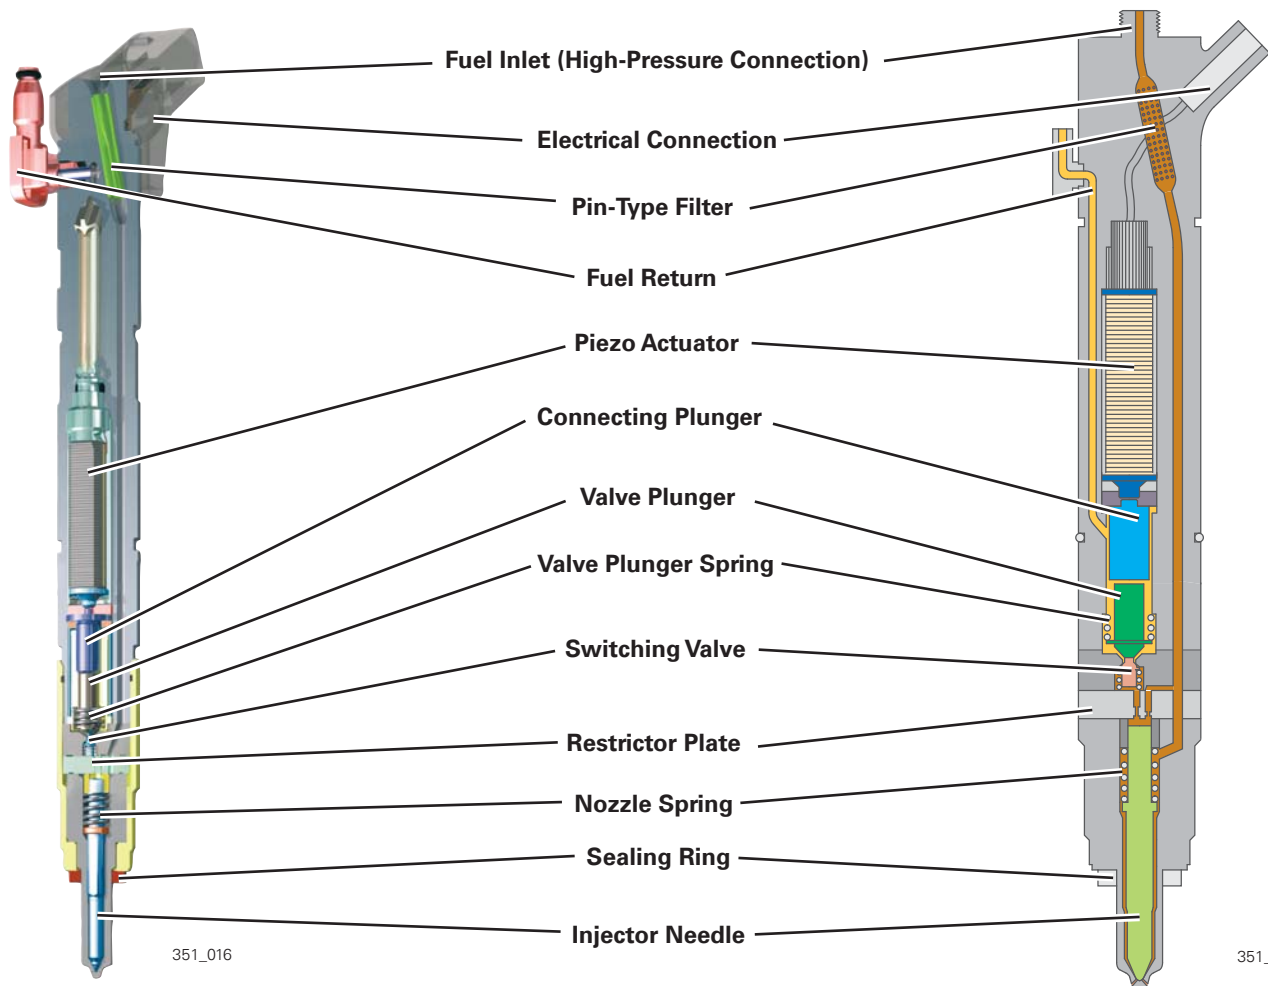 Fuel Inlet (High-Pressure Connection)
Electrical Connection
Pin-Type Filter
Fuel Return
Piezo Actuator
Connecting Plunger
Valve Plunger
Valve Plunger Spring
Switching Valve
Restrictor Plate
Nozzle Spring
Sealing Ring
Injector Needle
351_016
351_